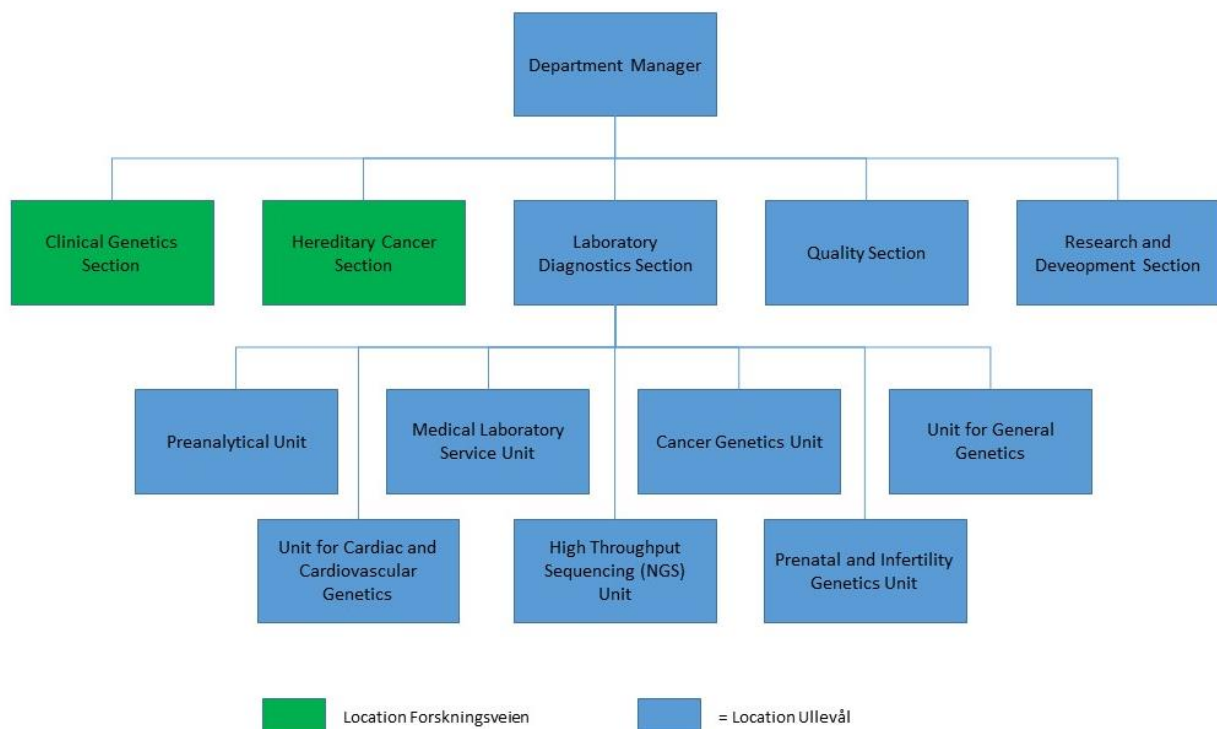 Department Manager
Clinical Genetics
Section
Hereditary Cancer
Section
Laboratory
Diagnostics Section
Quality Section
Research and
Deveopment Section
Preanalytical Unit
Medical Laboratory
Service Unit
Cancer Genetics Unit
Unit for General
Genetics
Unit for Cardiac and
Cardiovascular
Genetics
High Throughput
Sequencing (NGS)
Unit
Prenatal and Infertility
Genetics Unit
Location Forskningsveien
= Location Ullevål